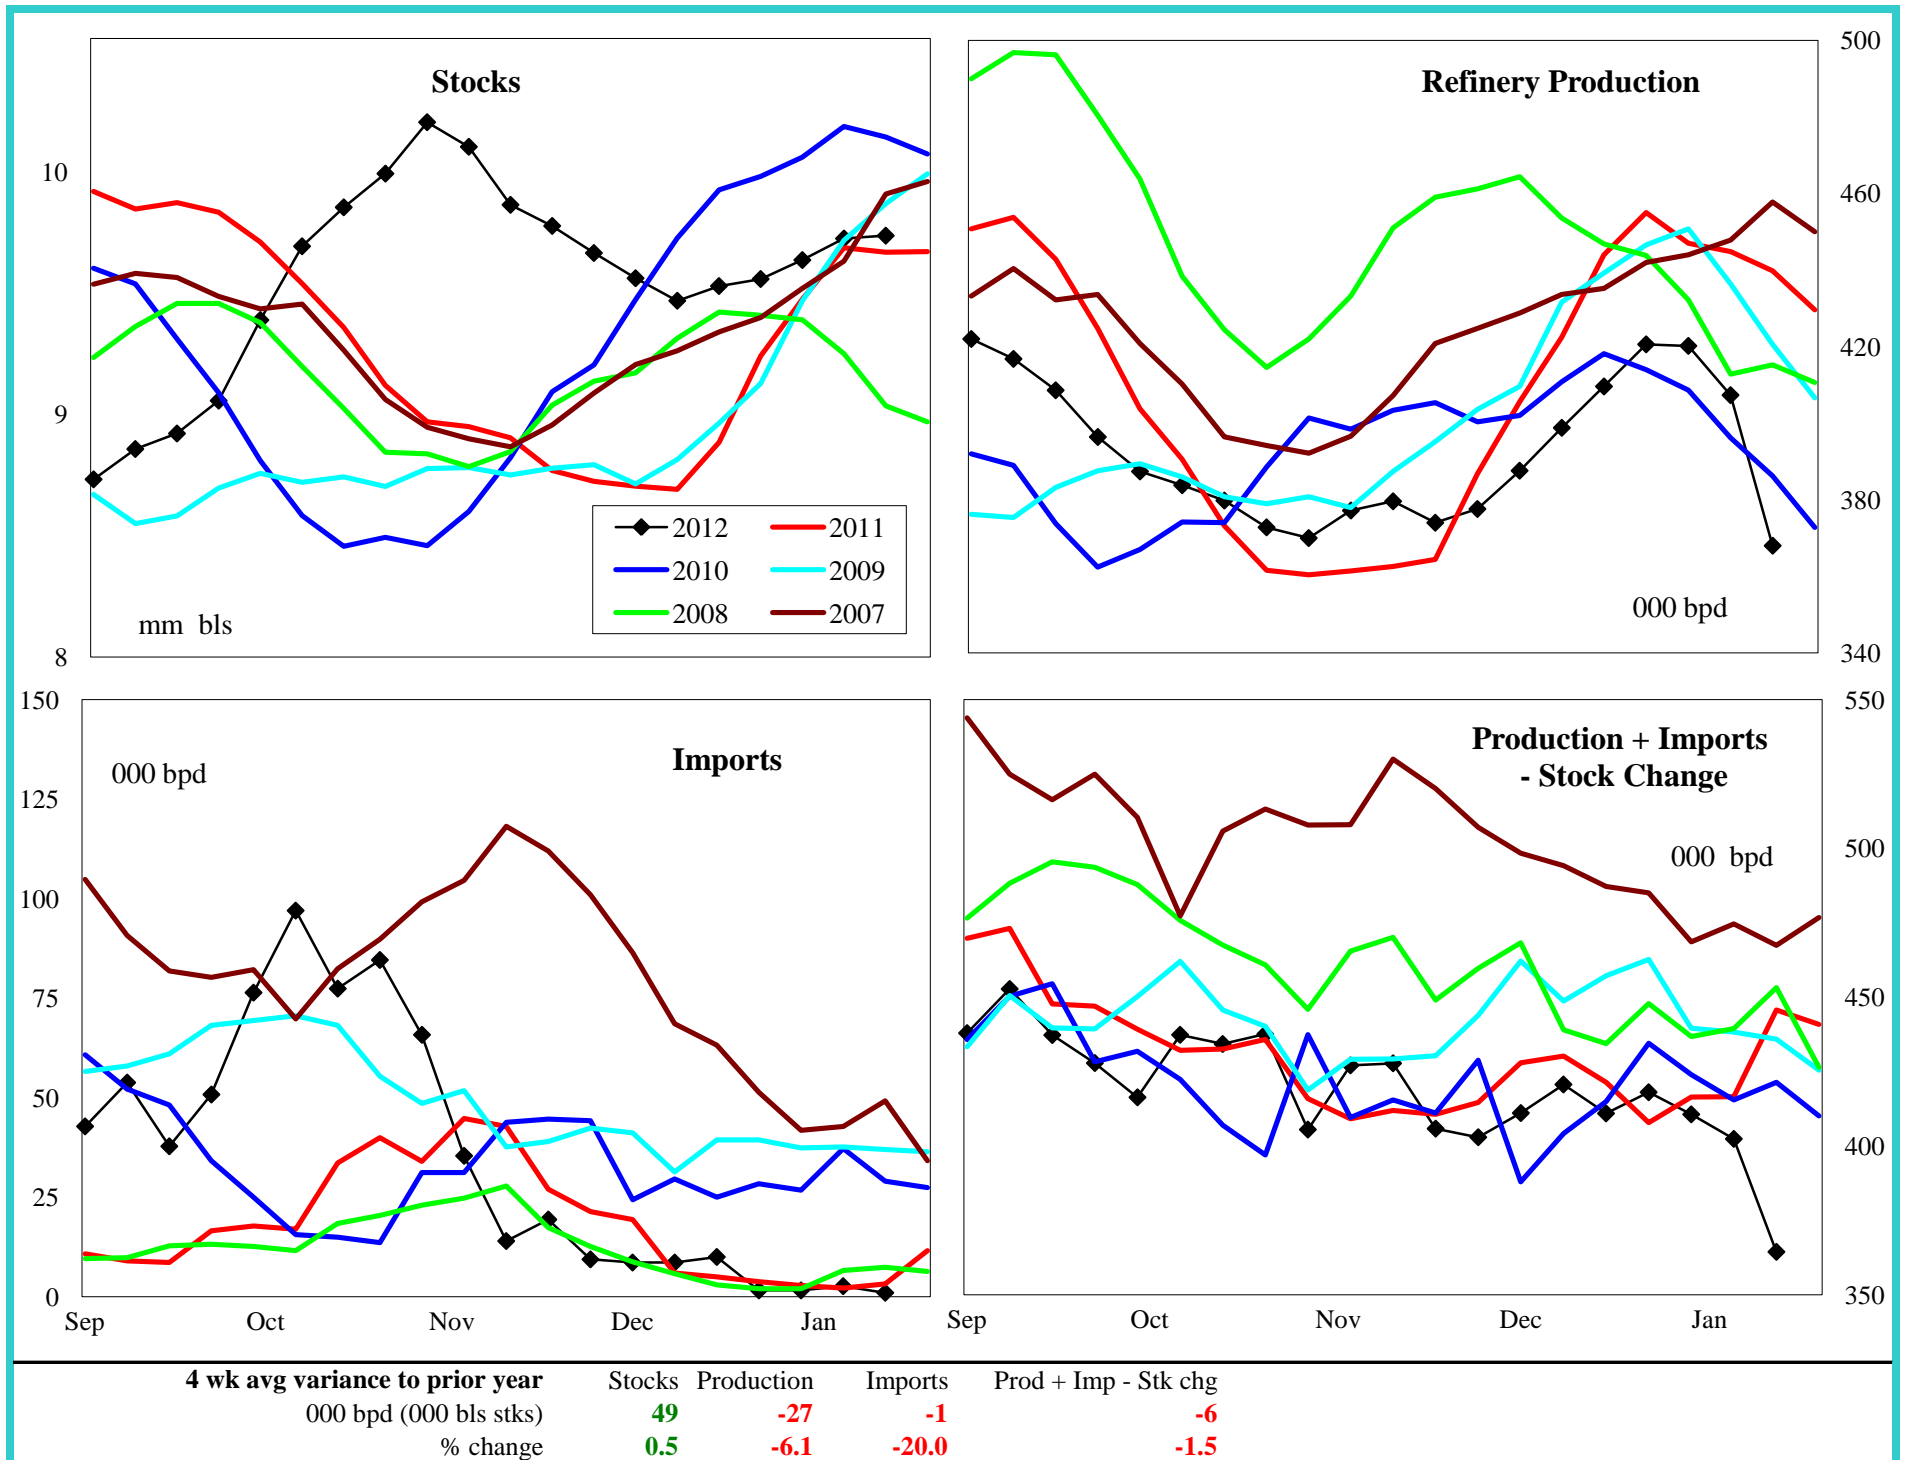 Stocks
10
9
8
mm bls
2012
2011
2010
2009
2008
2007
Refinery Production
500
460
420
380
340
000 bpd
Imports
000 bpd
150
125
100
75
50
25
0
Sep Oct Nov Dec Jan
Production + Imports
- Stock Change
000 bpd
550
500
450
400
350
Sep Oct Nov Dec Jan
4 wk avg variance to prior year Stocks Production Imports Prod + Imp - Stk chg
000 bpd (000 bls stks) 49 -27 -1 -6
% change 0.5 -6.1 -20.0 -1.5